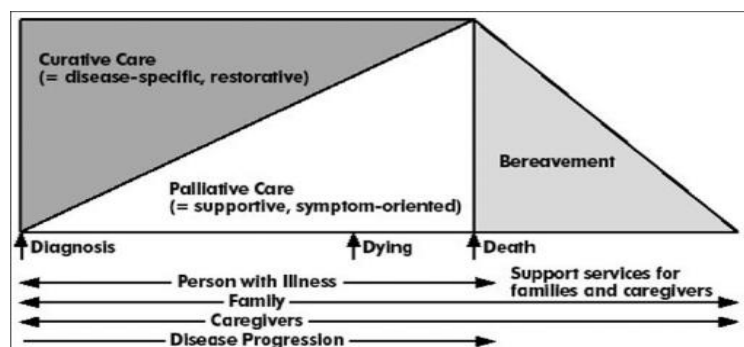 Curative Care
(= disease-specific, restorative)
Bereavement
Palliative Care
(= supportive, symptom-oriented)
Diagnosis
Dying
Death
Person with Illness
Support services for
families and caregivers
Family
Caregivers
Disease Progression